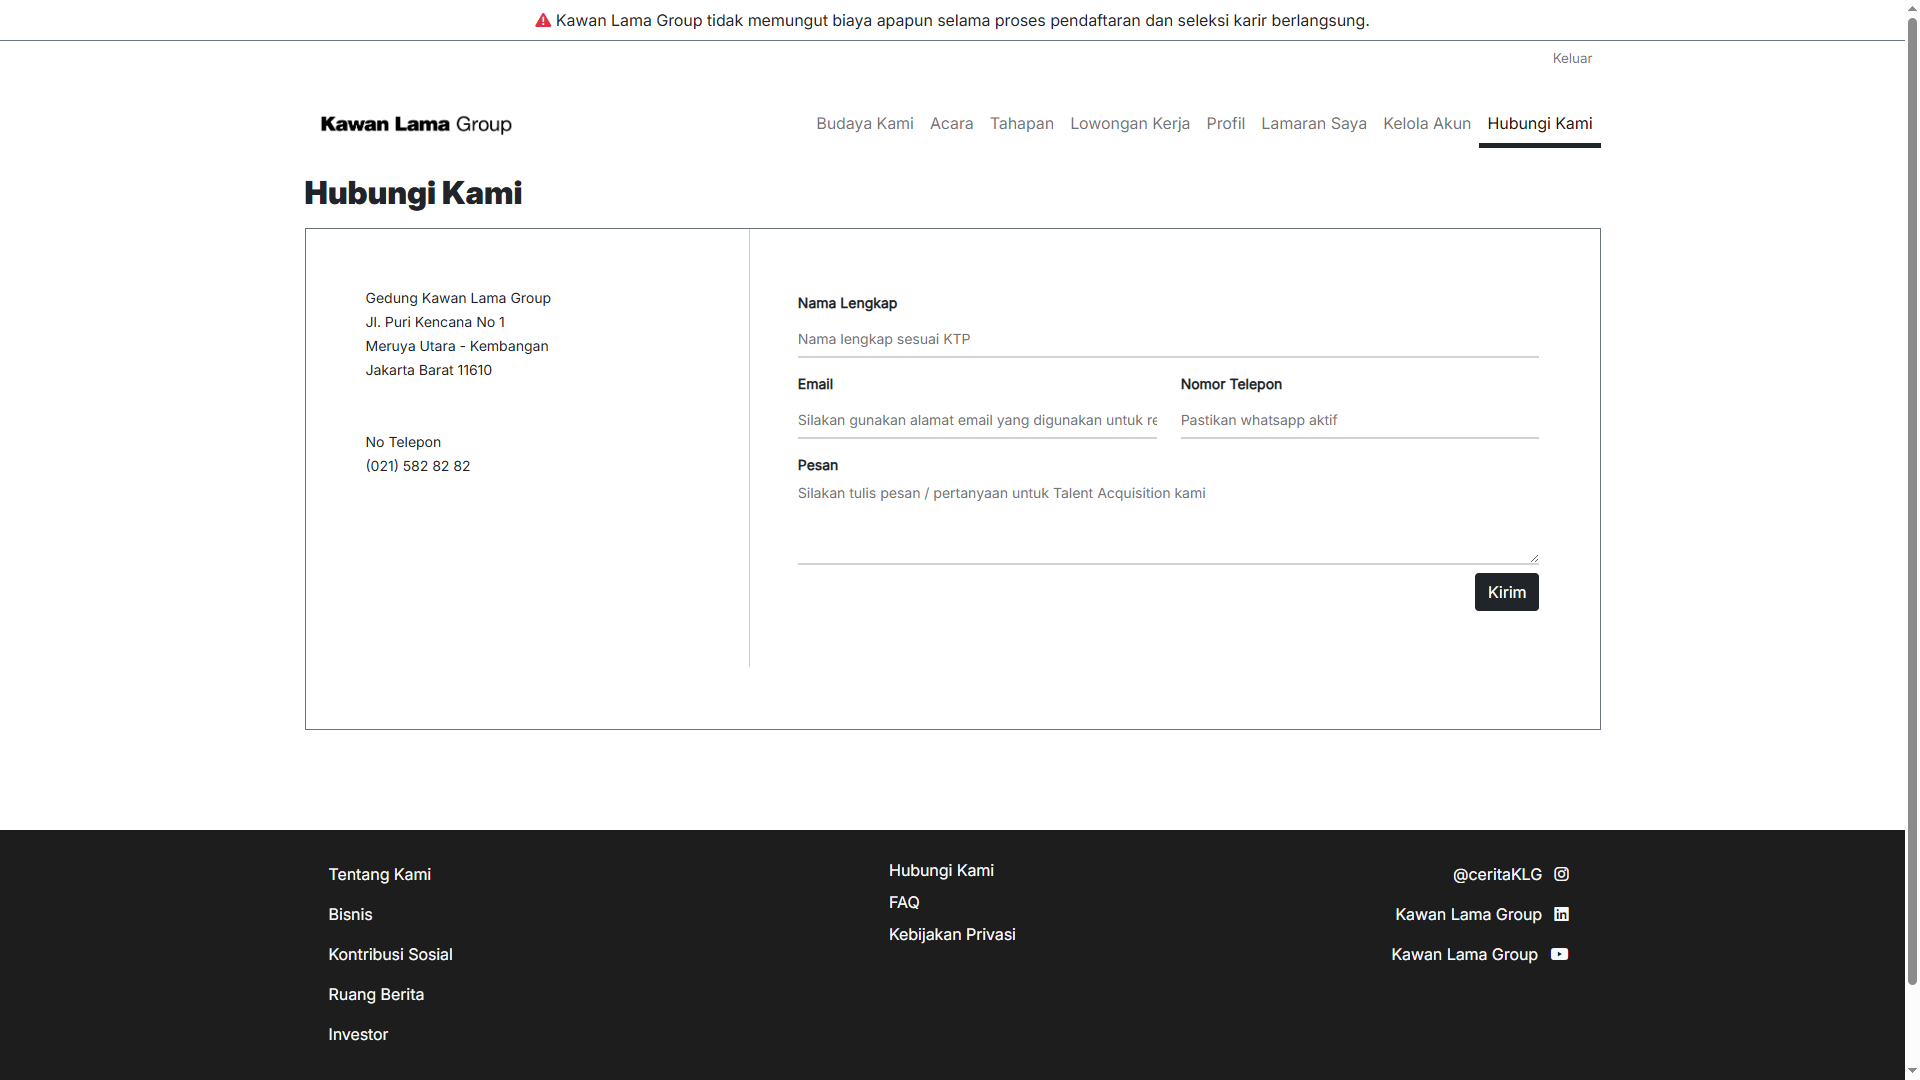 Kawan Lama Group tidak memungut biaya apapun selama proses pendaftaran dan seleksi karir berlangsung.
Keluar
Kawan Lama Group
Budaya Kami
Acara
Tahapan
Lowongan Kerja
Profil
Lamaran Saya
Kelola Akun
Hubungi Kami
Hubungi Kami
Gedung Kawan Lama Group
Jl. Puri Kencana No 1
Meruya Utara - Kembangan
Jakarta Barat 11610
No Telepon
(021) 582 82 82
Nama Lengkap
Nama lengkap sesuai KTP
Email
Silakan gunakan alamat email yang digunakan untuk re
Nomor Telepon
Pastikan whatsapp aktif
Pesan
Silakan tulis pesan / pertanyaan untuk Talent Acquisition kami
Kirim
Tentang Kami
Bisnis
Kontribusi Sosial
Ruang Berita
Investor
Hubungi Kami
FAQ
Kebijakan Privasi
@ceritaKLG
Kawan Lama Group
Kawan Lama Group